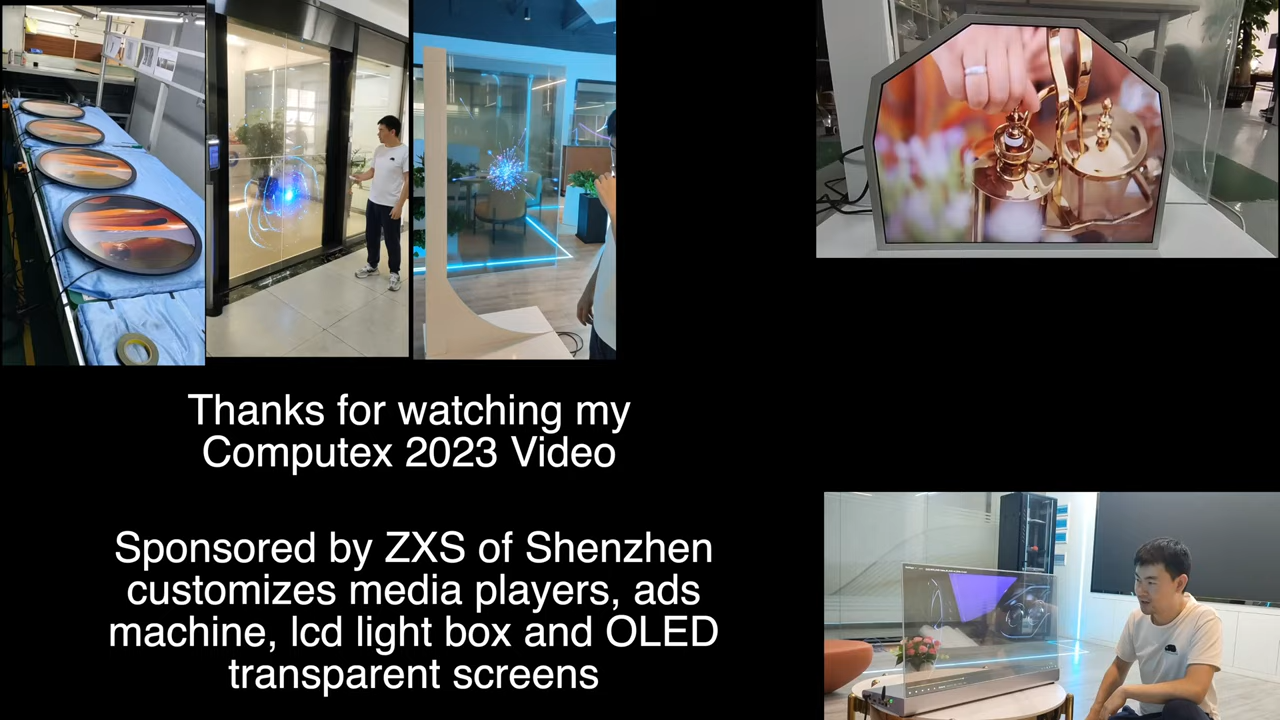 Thanks for watching my
Computex 2023 Video
Sponsored by ZXS of Shenzhen
customizes media players, ads
machine, lcd light box and OLED
transparent screens